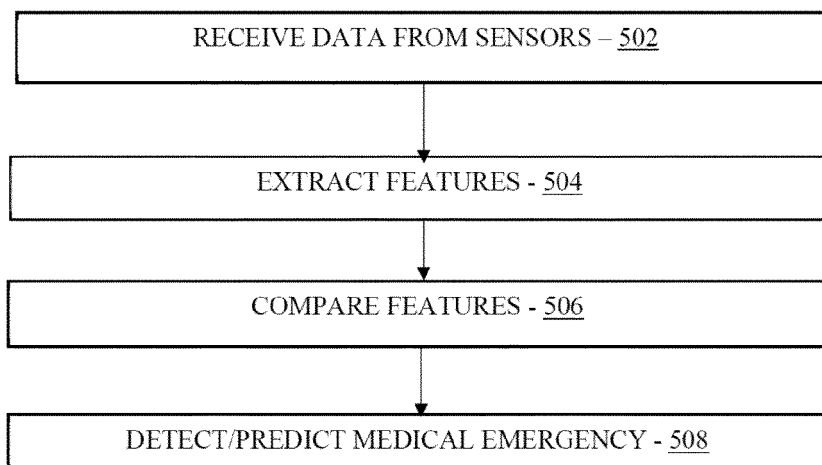 RECEIVE DATA FROM SENSORS – 502
EXTRACT FEATURES - 504
COMPARE FEATURES - 506
DETECT/PREDICT MEDICAL EMERGENCY - 508